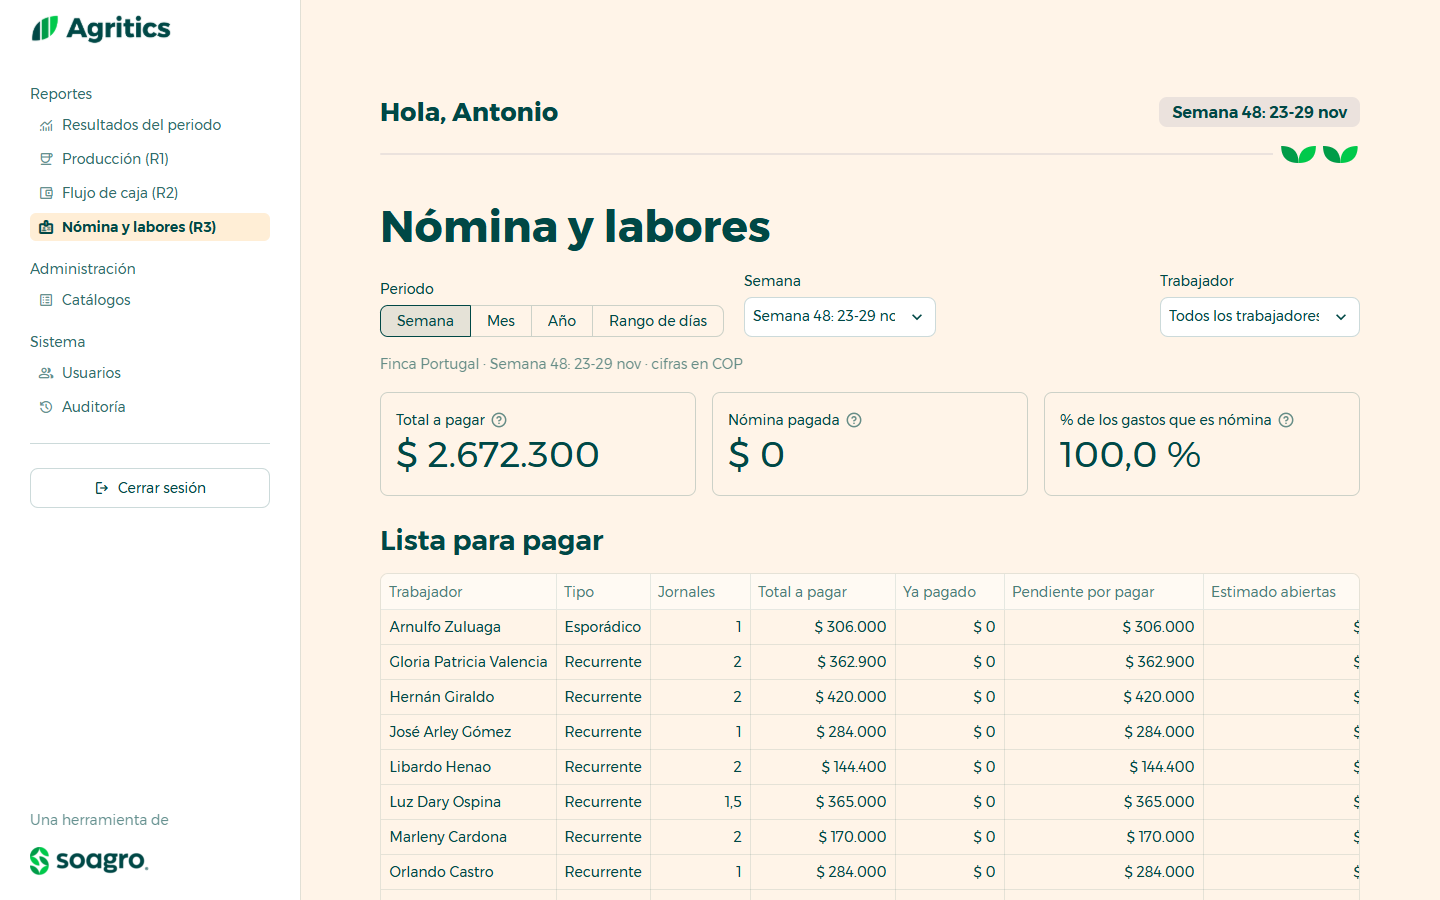 Agritics
Reportes
Resultados del periodo
Producción (R1)
Flujo de caja (R2)
Nómina y labores (R3)
Administración
Catálogos
Sistema
Usuarios
Auditoría
Cerrar sesión
Una herramienta de
soagro.
Hola, Antonio
Semana 48: 23-29 nov
Nómina y labores
Periodo
Semana Mes Año Rango de días
Semana
Semana 48: 23-29 nc
Trabajador
Todos los trabajadores
Finca Portugal · Semana 48: 23-29 nov · cifras en COP
Total a pagar ?
$ 2.672.300
Nómina pagada ?
$ 0
% de los gastos que es nómina ?
100,0 %
Lista para pagar
Trabajador Tipo Jornales Total a pagar Ya pagado Pendiente por pagar Estimado abiertas
Arnulfo Zuluaga Esporádico 1 $ 306.000 $ 0 $ 306.000 $
Gloria Patricia Valencia Recurrente 2 $ 362.900 $ 0 $ 362.900 $
Hernán Giraldo Recurrente 2 $ 420.000 $ 0 $ 420.000 $
José Arley Gómez Recurrente 1 $ 284.000 $ 0 $ 284.000 $
Libardo Henao Recurrente 2 $ 144.400 $ 0 $ 144.400 $
Luz Dary Ospina Recurrente 1,5 $ 365.000 $ 0 $ 365.000 $
Marleny Cardona Recurrente 2 $ 170.000 $ 0 $ 170.000 $
Orlando Castro Recurrente 1 $ 284.000 $ 0 $ 284.000 $